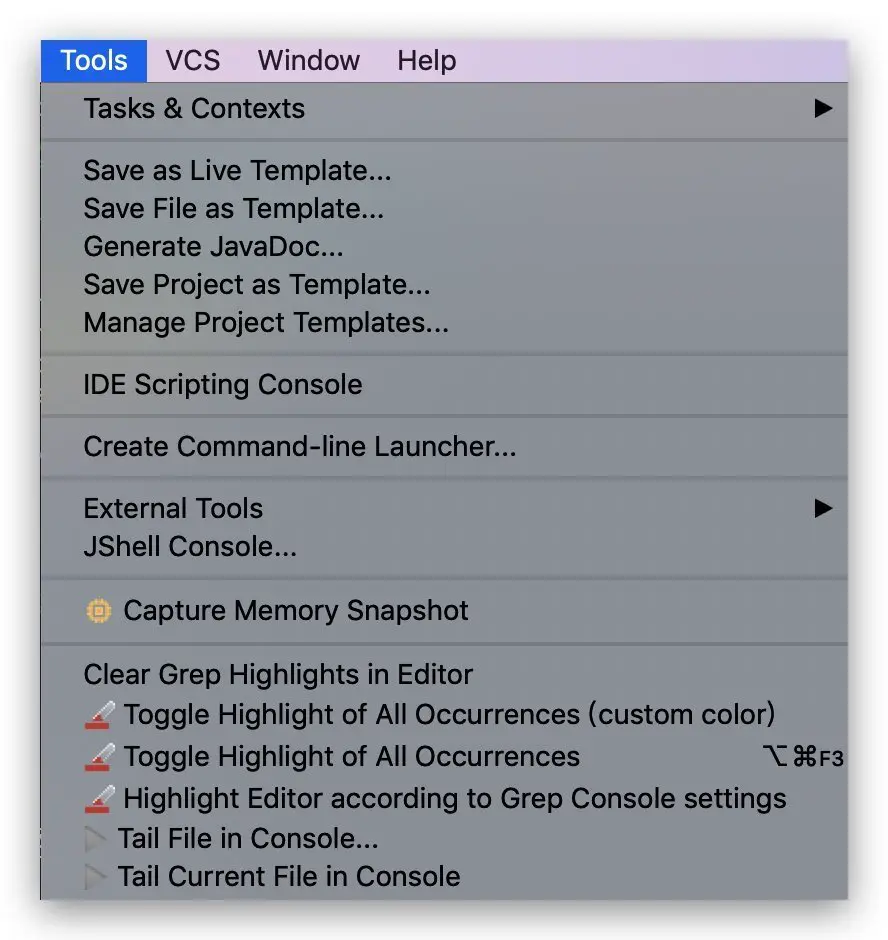 Tools VCS Window Help
Tasks & Contexts
Save as Live Template...
Save File as Template...
Generate JavaDoc...
Save Project as Template...
Manage Project Templates...
IDE Scripting Console
Create Command-line Launcher...
External Tools
JShell Console...
Capture Memory Snapshot
Clear Grep Highlights in Editor
Toggle Highlight of All Occurrences (custom color)
Toggle Highlight of All Occurrences ⌥⌘F3
Highlight Editor according to Grep Console settings
Tail File in Console...
Tail Current File in Console